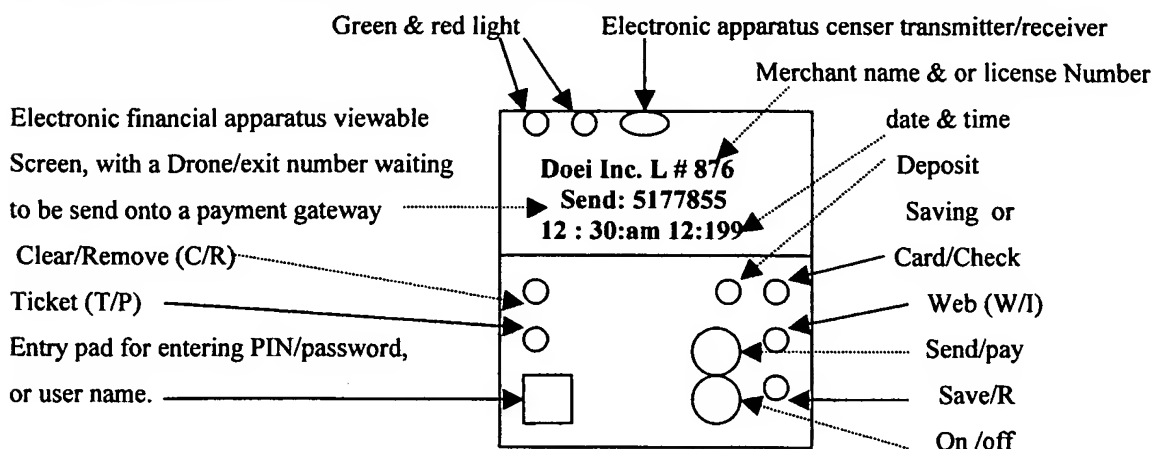 Green & red light
Electronic apparatus censer transmitter/receiver
Merchant name & or license Number
Electronic financial apparatus viewable
date & time
Screen, with a Drone/exit number waiting
Deposit
to be send onto a payment gateway
Saving or
Clear/Remove (C/R)
Card/Check
Ticket (T/P)
Web (W/I)
Entry pad for entering PIN/password,
Send/pay
or user name.
Save/R
On /off
Doei Inc. L # 876
Send: 5177855
12 : 30:am 12:199